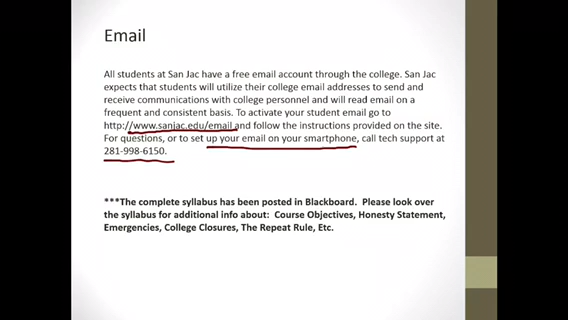 Email
All students at San Jac have a free email account through the college. San Jac
expects that students will utilize their college email addresses to send and
receive communications with college personnel and will read email on a
frequent and consistent basis. To activate your student email go to
http://www.sanjac.edu/email and follow the instructions provided on the site.
For questions, or to set up your email on your smartphone, call tech support at
281-998-6150.
***The complete syllabus has been posted in Blackboard. Please look over
the syllabus for additional info about: Course Objectives, Honesty Statement,
Emergencies, College Closures, The Repeat Rule, Etc.